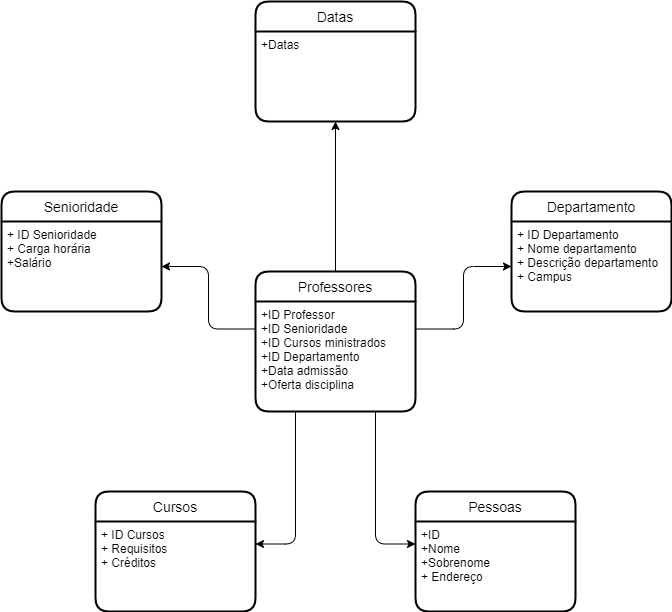 Datas
+Datas
Senioridade
+ ID Senioridade
+ Carga horária
+Salário
Departamento
+ ID Departamento
+ Nome departamento
+ Descrição departamento
+ Campus
Professores
+ID Professor
+ID Senioridade
+ID Cursos ministrados
+ID Departamento
+Data admissão
+Oferta disciplina
Cursos
+ ID Cursos
+ Requisitos
+ Créditos
Pessoas
+ID
+Nome
+Sobrenome
+ Endereço